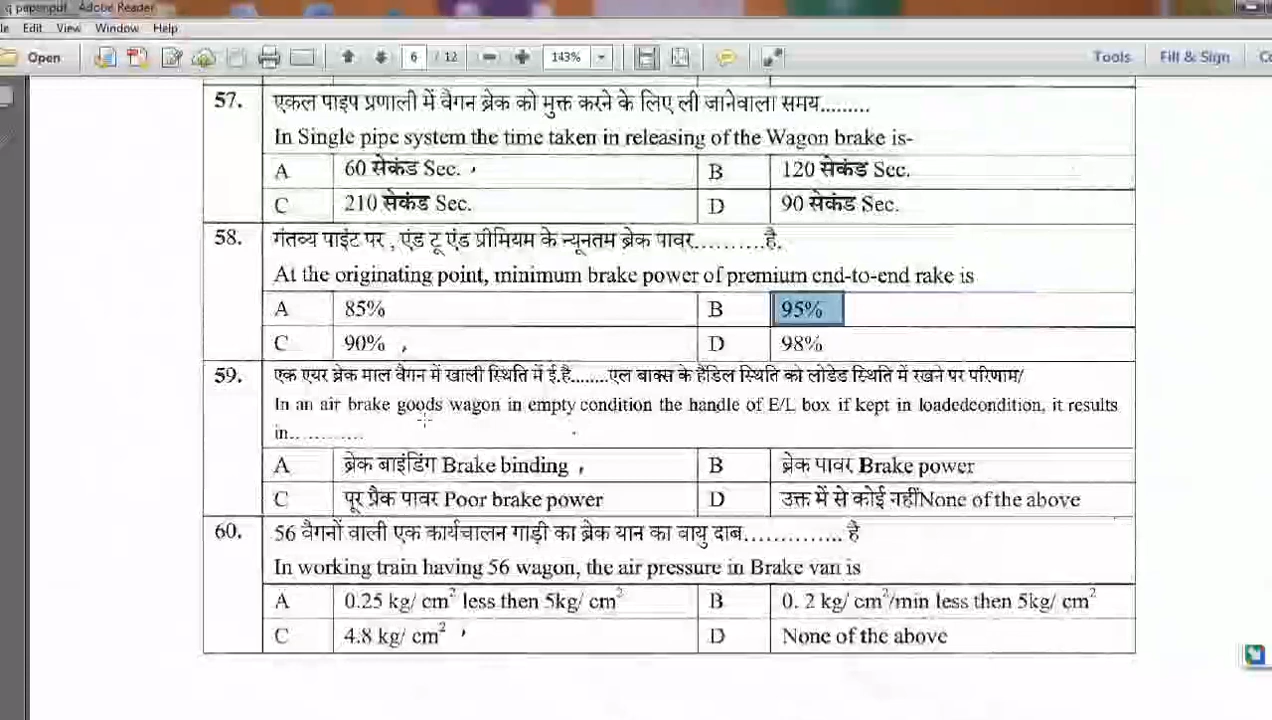 q paper.pdf - Adobe Reader
le Edit View Window Help
Open 6 / 12 143% Tools Fill & Sign
57. एकल पाइप प्रणाली में वैगन ब्रेक को मुक्त करने के लिए ली जानेवाला समय.........
In Single pipe system the time taken in releasing of the Wagon brake is-
A 60 सेकंड Sec. B 120 सेकंड Sec.
C 210 सेकंड Sec. D 90 सेकंड Sec.
58. गंतव्य पाइंट पर , एंड टू एंड प्रीमियम के न्यूनतम ब्रेक पावर..........है.
At the originating point, minimum brake power of premium end-to-end rake is
A 85% B 95%
C 90% D 98%
59. एक एयर ब्रेक माल वैगन में खाली स्थिति में ई.है........एल बाक्स के हैंडिल स्थिति को लोडेड स्थिति में रखने पर परिणाम/
In an air brake goods wagon in empty condition the handle of E/L box if kept in loadedcondition, it results
in.............
A ब्रेक बाइंडिंग Brake binding B ब्रेक पावर Brake power
C पूर प्रैक पावर Poor brake power D उक्त में से कोई नहींNone of the above
60. 56 वैगनों वाली एक कार्यचालन गाड़ी का ब्रेक यान का वायु दाब.............. है
In working train having 56 wagon, the air pressure in Brake van is
A 0.25 kg/ cm² less then 5kg/ cm² B 0. 2 kg/ cm²/min less then 5kg/ cm²
C 4.8 kg/ cm² D None of the above